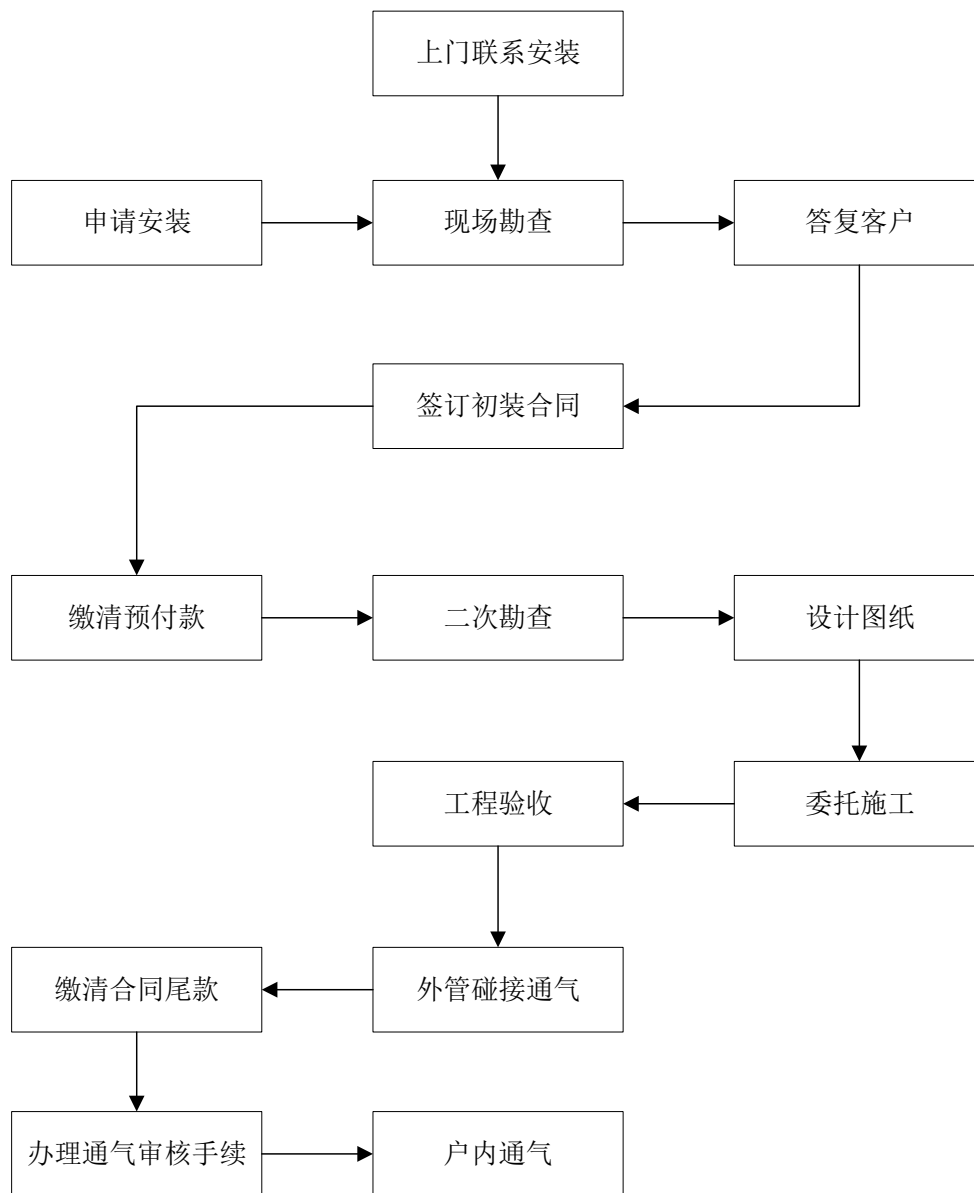 上门联系安装
申请安装
现场勘查
答复客户
签订初装合同
缴清预付款
二次勘查
设计图纸
工程验收
委托施工
缴清合同尾款
外管碰接通气
办理通气审核手续
户内通气